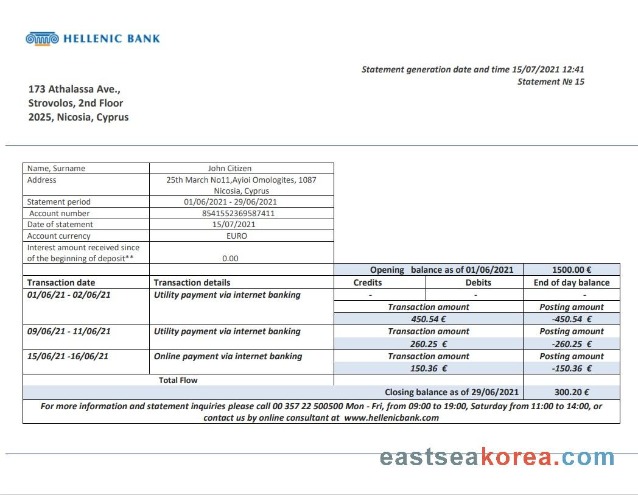 HELLENIC BANK
Statement generation date and time 15/07/2021 12:41
Statement № 15
173 Athalassa Ave.,
Strovolos, 2nd Floor
2025, Nicosia, Cyprus
Name, Surname John Citizen
Address 25th March No11,Ayioi Omologites, 1087
Nicosia, Cyprus
Statement period 01/06/2021 - 29/06/2021
Account number 8541552369587411
Date of statement 15/07/2021
Account currency EURO
Interest amount received since
of the beginning of deposit** 0.00
Opening balance as of 01/06/2021 1500.00 €
Transaction date Transaction details Credits Debits End of day balance
01/06/21 - 02/06/21 Utility payment via internet banking - - -
Transaction amount Posting amount
450.54 € -450.54 €
09/06/21 - 11/06/21 Utility payment via internet banking Transaction amount Posting amount
260.25 € -260.25 €
15/06/21 -16/06/21 Online payment via internet banking Transaction amount Posting amount
150.36 € -150.36 €
Total Flow
Closing balance as of 29/06/2021 300.20 €
For more information and statement inquiries please call 00 357 22 500500 Mon - Fri, from 09:00 to 19:00, Saturday from 11:00 to 14:00, or
contact us by online consultant at www.hellenicbank.com
eastseakorea.com